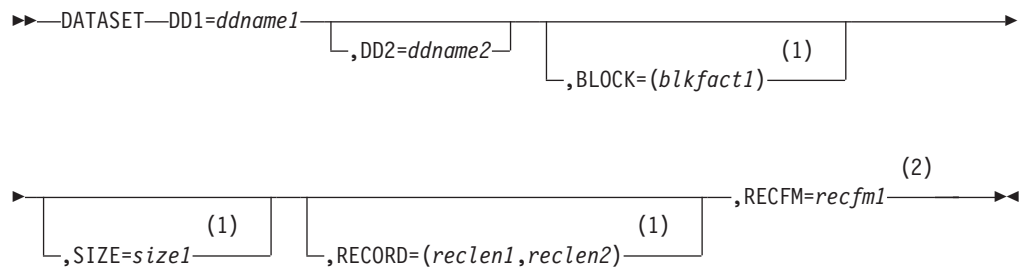 DATASET DD1=ddname1
,DD2=ddname2
(1)
,BLOCK=(blkfact1)
(2)
,RECFM=recfm1
(1)
,SIZE=size1
(1)
,RECORD=(reclen1,reclen2)